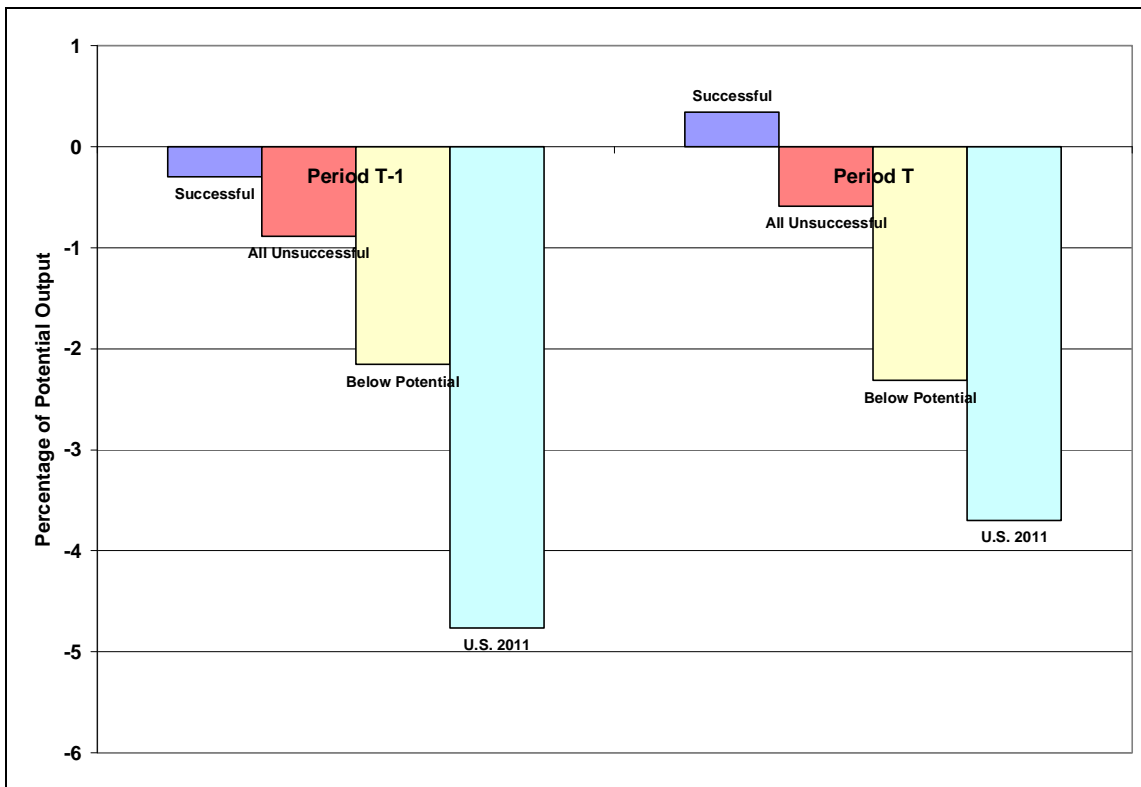 1
Successful
0
Period T-1
Period T
Successful
All Unsuccessful
-1
All Unsuccessful
-2
Below Potential
Below Potential
-3
-4
U.S. 2011
-5
U.S. 2011
-6
Percentage of Potential Output